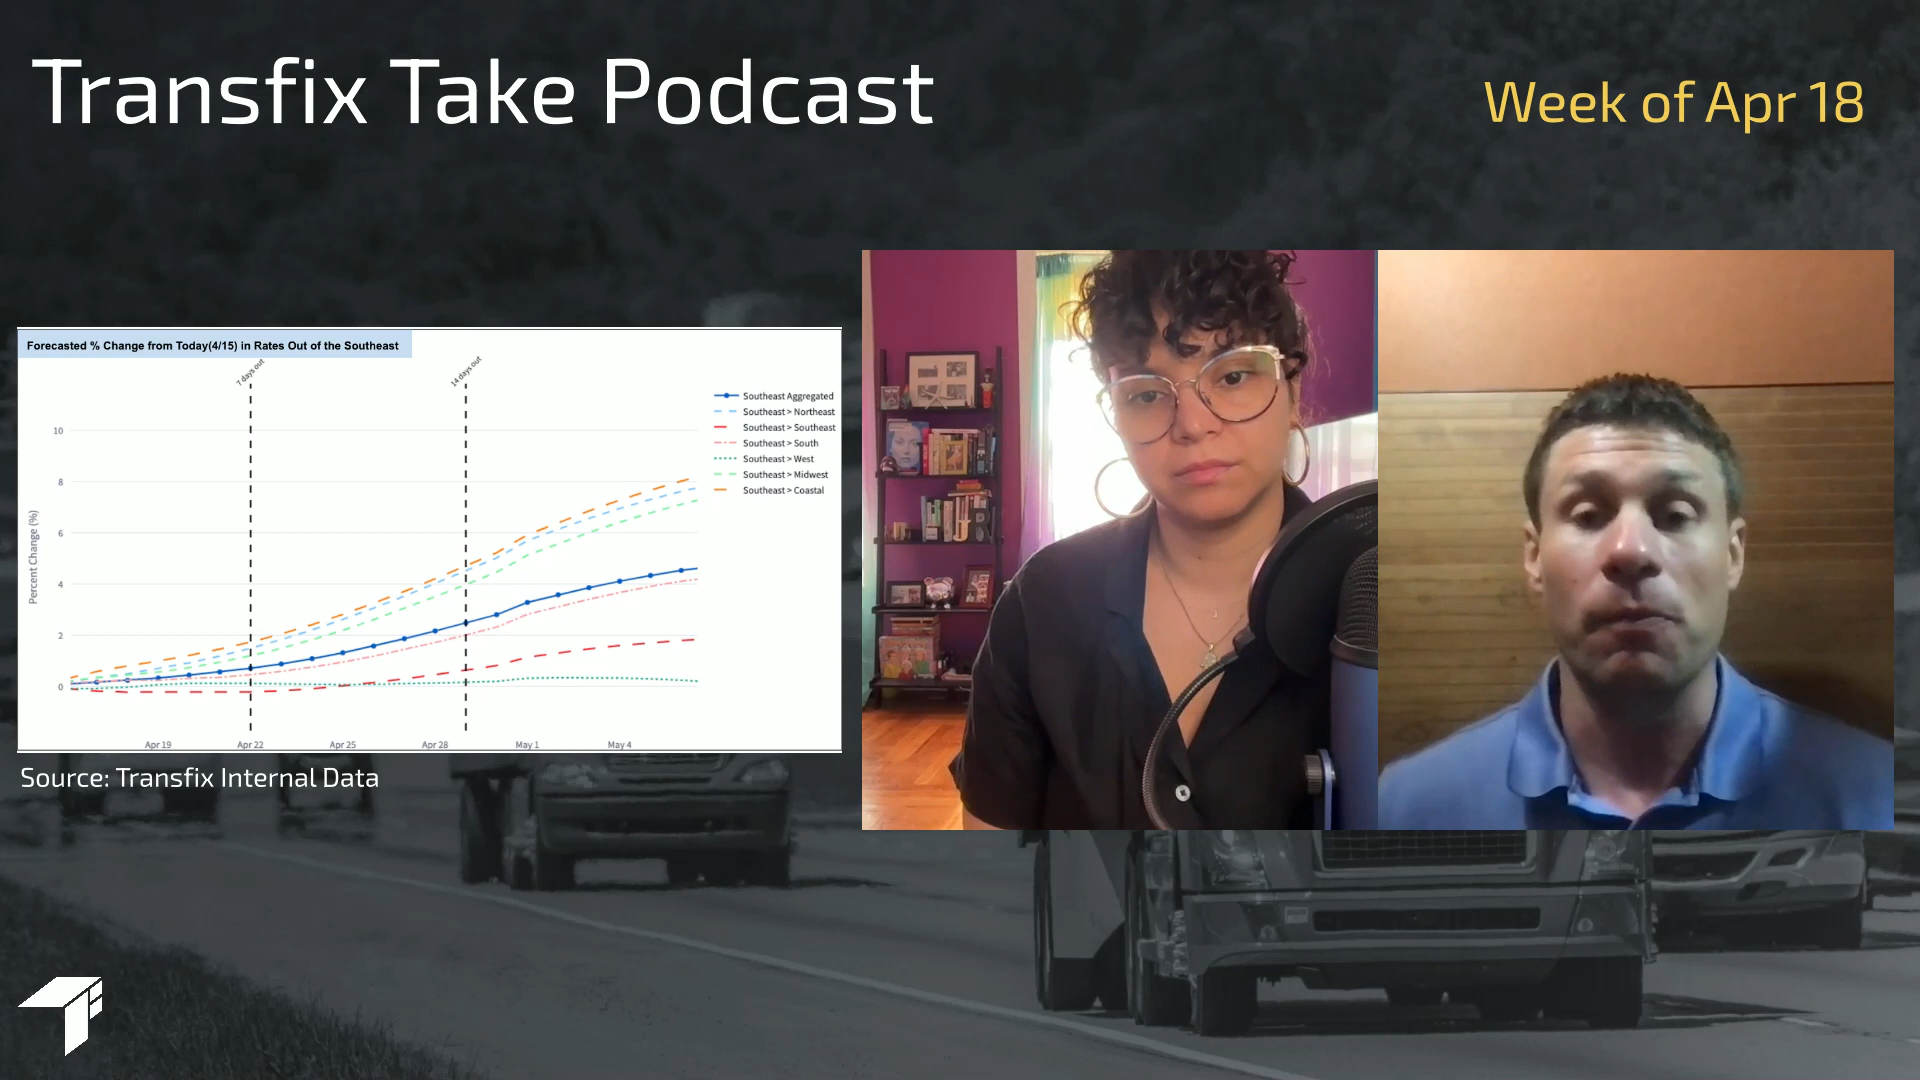 Transfix Take Podcast
Week of Apr 18
Forecasted % Change from Today(4/15) in Rates Out of the Southeast
7 days out
14 days out
Southeast Aggregated
Southeast > Northeast
Southeast > Southeast
Southeast > South
Southeast > West
Southeast > Midwest
Southeast > Coastal
Percent Change (%)
10
8
6
4
2
0
Apr 19
Apr 22
Apr 25
Apr 28
May 1
May 4
Source: Transfix Internal Data